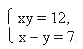 xy = 12,
x − y = 7.